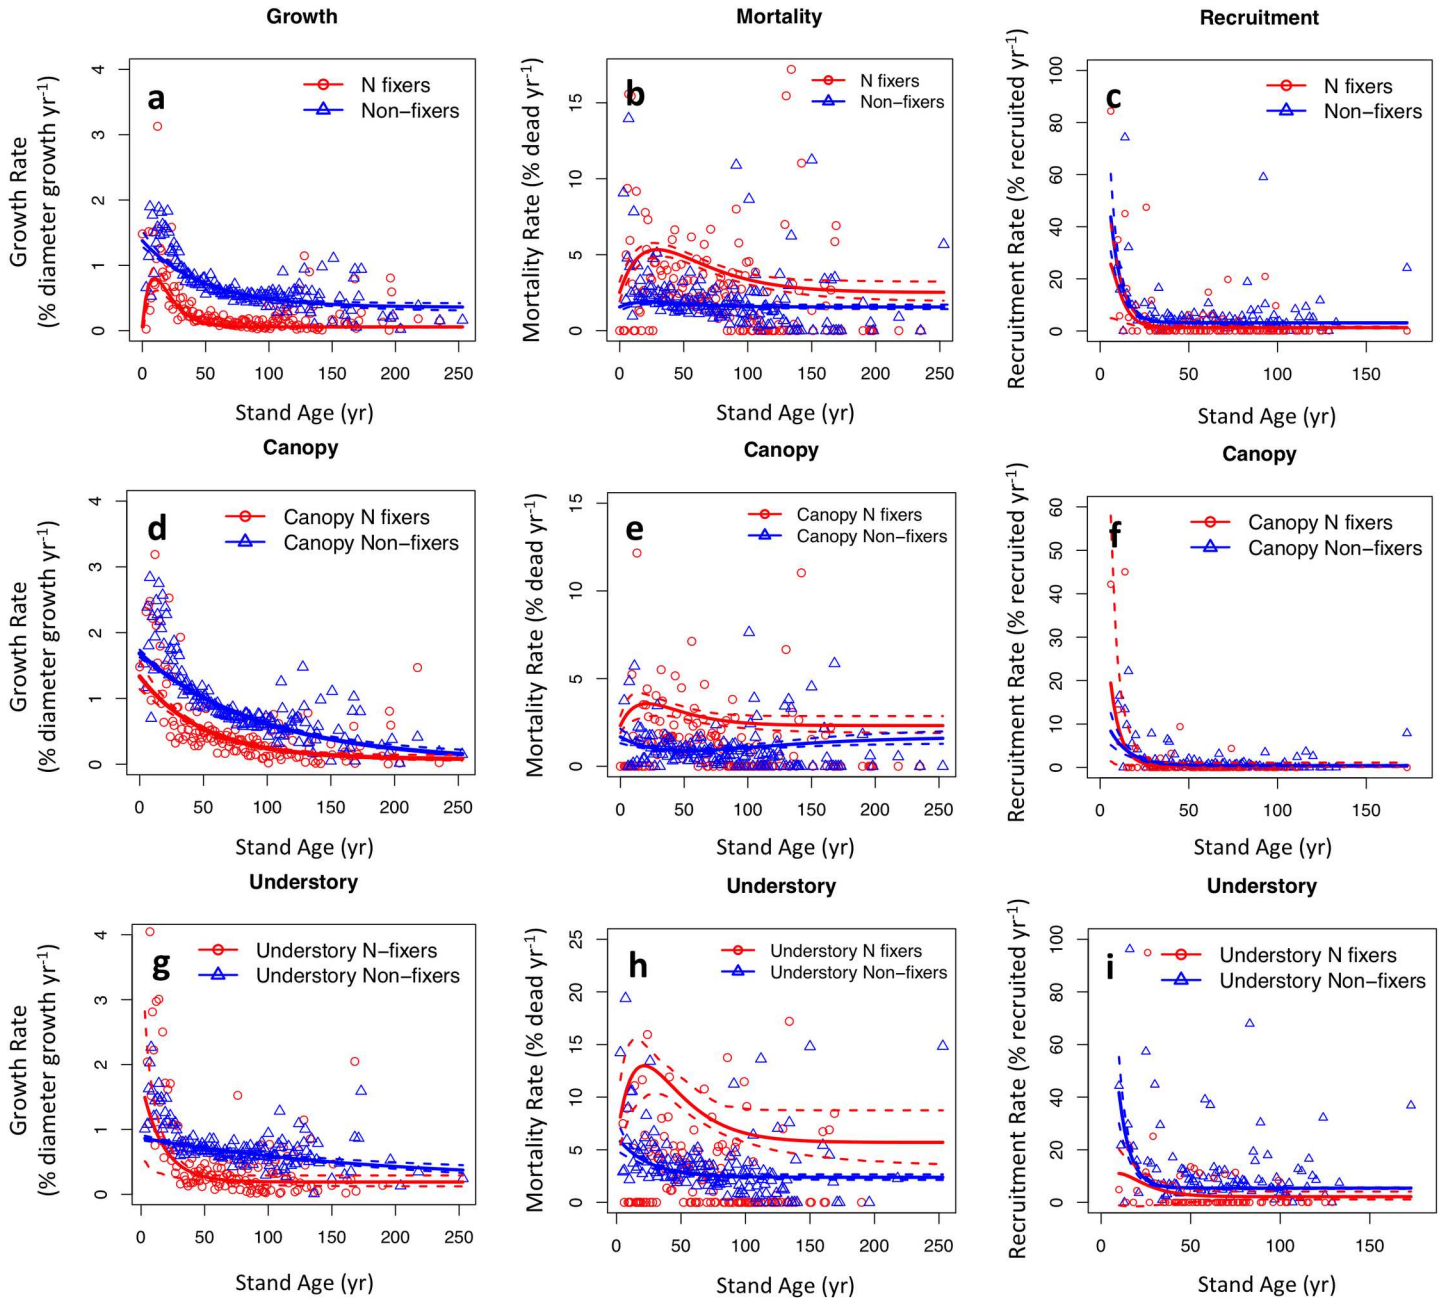 Growth
Mortality
Recruitment
Growth Rate
(% diameter growth yr-1)
4
3
2
1
0
a
N fixers
Non-fixers
0 50 100 150 200 250
Stand Age (yr)
Mortality Rate (% dead yr-1)
15
10
5
0
b
N fixers
Non-fixers
0 50 100 150 200 250
Stand Age (yr)
Recruitment Rate (% recruited yr-1)
100
80
60
40
20
0
c
N fixers
Non-fixers
0 50 100 150
Stand Age (yr)
Canopy
Canopy
Canopy
Growth Rate
(% diameter growth yr-1)
4
3
2
1
0
d
Canopy N fixers
Canopy Non-fixers
0 50 100 150 200 250
Stand Age (yr)
Mortality Rate (% dead yr-1)
15
10
5
0
e
Canopy N fixers
Canopy Non-fixers
0 50 100 150 200 250
Stand Age (yr)
Recruitment Rate (% recruited yr-1)
60
50
40
30
20
10
0
f
Canopy N fixers
Canopy Non-fixers
0 50 100 150
Stand Age (yr)
Understory
Understory
Understory
Growth Rate
(% diameter growth yr-1)
4
3
2
1
0
g
Understory N-fixers
Understory Non-fixers
0 50 100 150 200 250
Stand Age (yr)
Mortality Rate (% dead yr-1)
25
20
15
10
5
0
h
Understory N fixers
Understory Non-fixers
0 50 100 150 200 250
Stand Age (yr)
Recruitment Rate (% recruited yr-1)
100
80
60
40
20
0
i
Understory N fixers
Understory Non-fixers
0 50 100 150
Stand Age (yr)